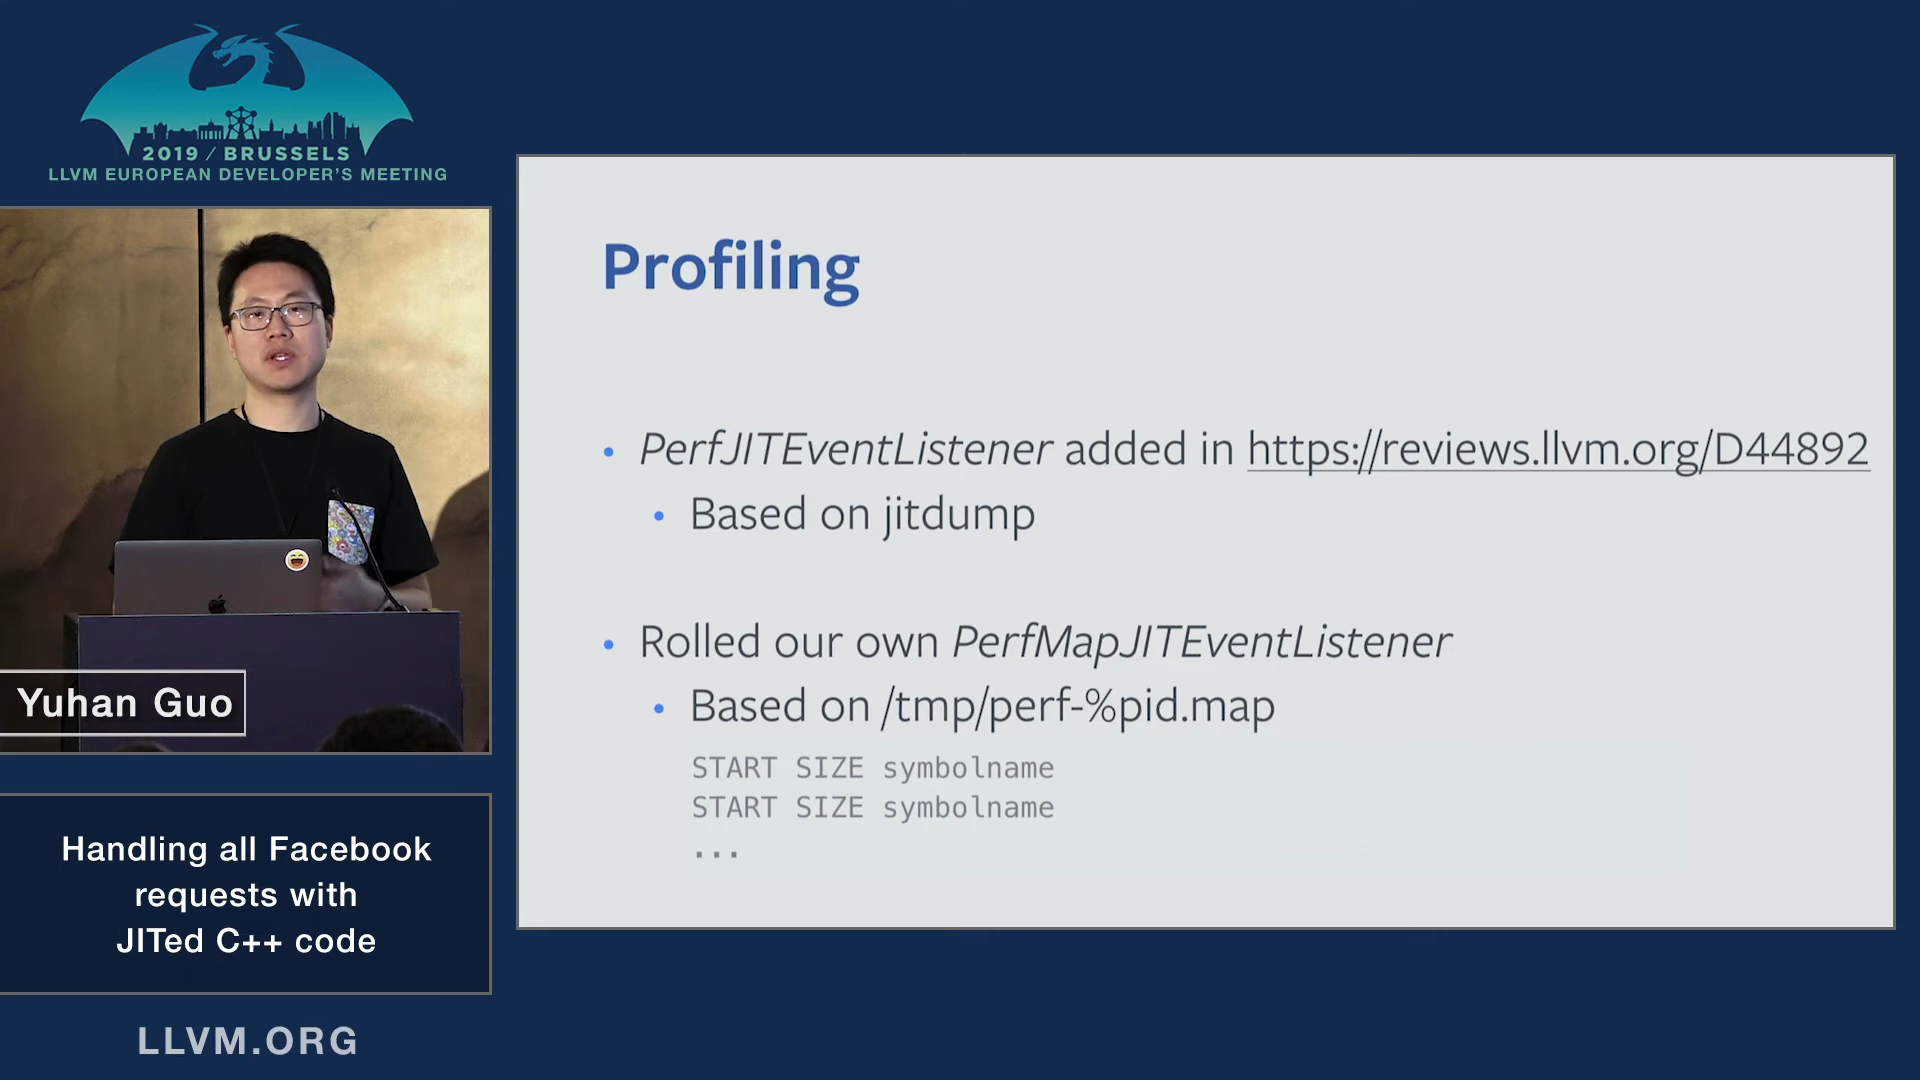 2019 / BRUSSELS
LLVM EUROPEAN DEVELOPER'S MEETING
Yuhan Guo
Handling all Facebook
requests with
JITed C++ code
LLVM.ORG
Profiling
• PerfJITEventListener added in https://reviews.llvm.org/D44892
• Based on jitdump
• Rolled our own PerfMapJITEventListener
• Based on /tmp/perf-%pid.map
START SIZE symbolname
START SIZE symbolname
...